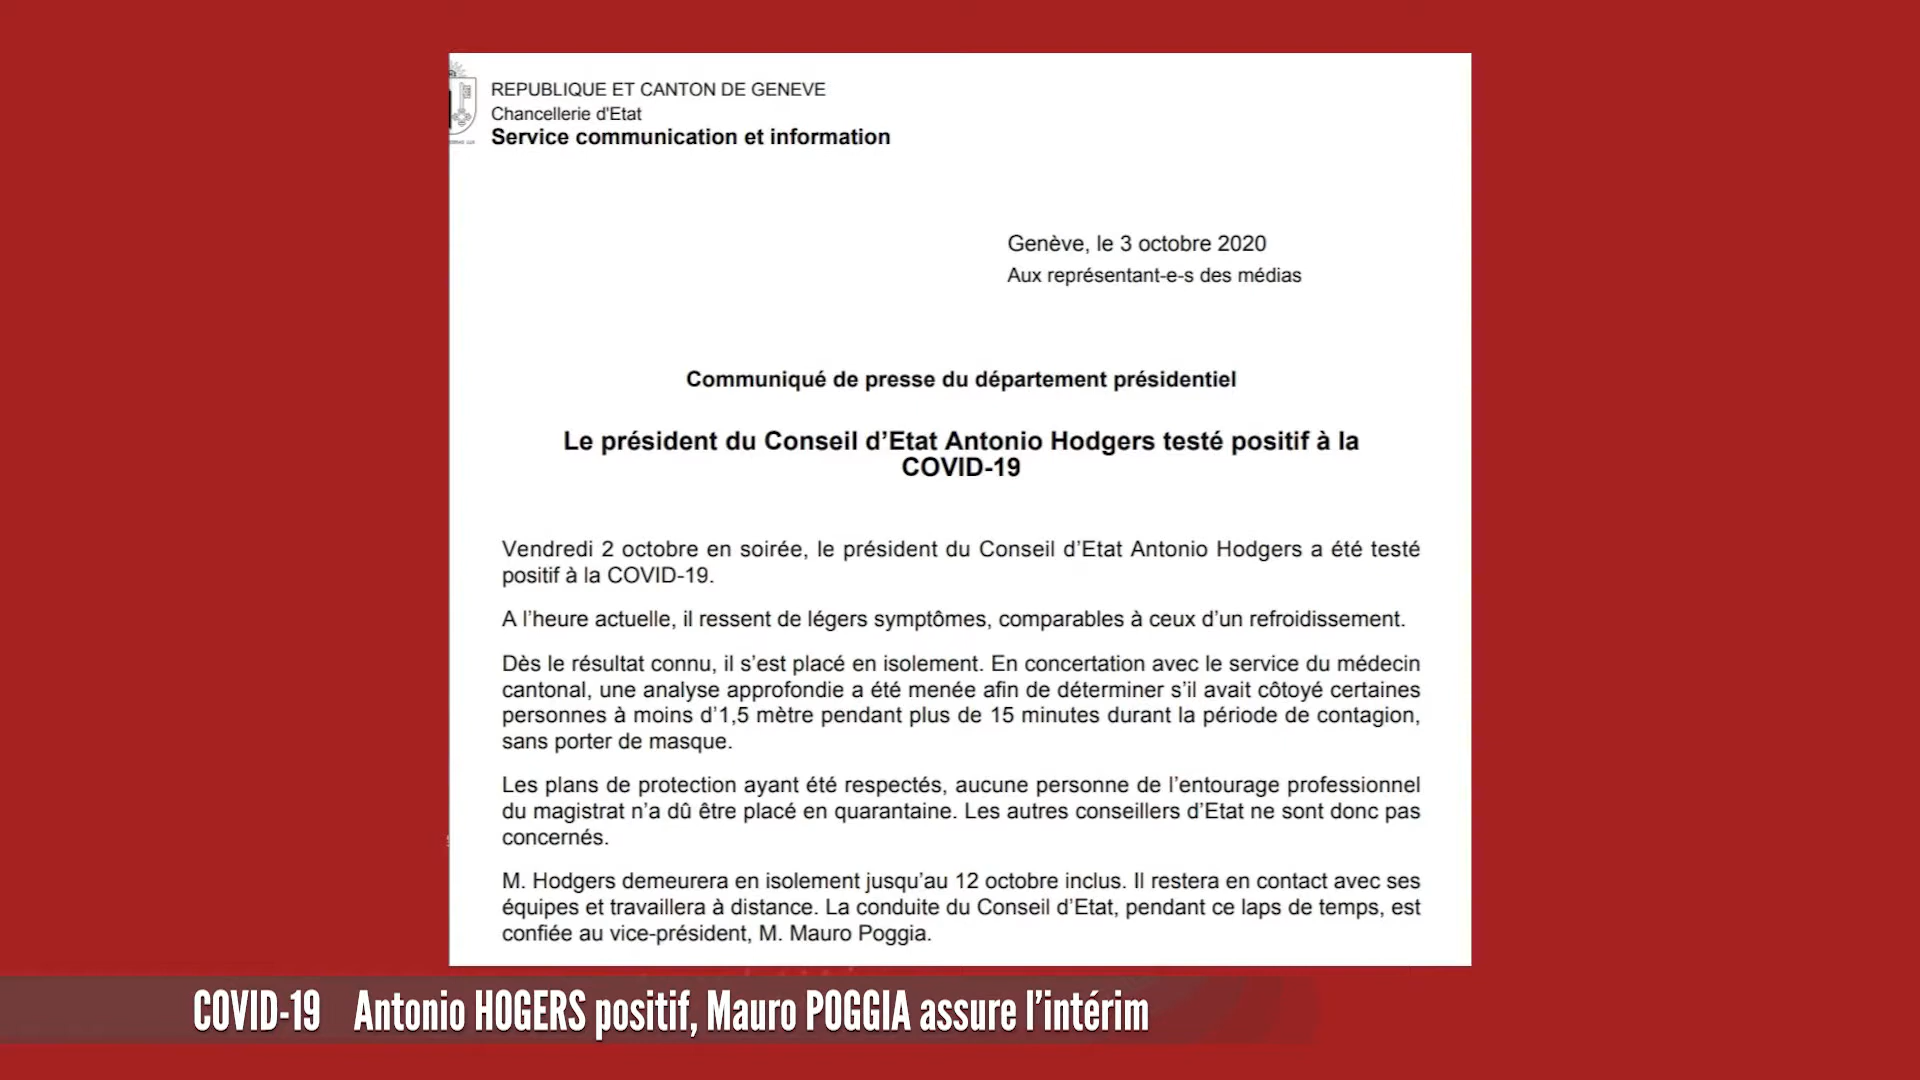 REPUBLIQUE ET CANTON DE GENEVE
Chancellerie d'Etat
Service communication et information
Genève, le 3 octobre 2020
Aux représentant-e-s des médias
Communiqué de presse du département présidentiel
Le président du Conseil d’Etat Antonio Hodgers testé positif à la
COVID-19
Vendredi 2 octobre en soirée, le président du Conseil d’Etat Antonio Hodgers a été testé
positif à la COVID-19.
A l’heure actuelle, il ressent de légers symptômes, comparables à ceux d’un refroidissement.
Dès le résultat connu, il s’est placé en isolement. En concertation avec le service du médecin
cantonal, une analyse approfondie a été menée afin de déterminer s’il avait côtoyé certaines
personnes à moins d’1,5 mètre pendant plus de 15 minutes durant la période de contagion,
sans porter de masque.
Les plans de protection ayant été respectés, aucune personne de l’entourage professionnel
du magistrat n’a dû être placé en quarantaine. Les autres conseillers d’Etat ne sont donc pas
concernés.
M. Hodgers demeurera en isolement jusqu’au 12 octobre inclus. Il restera en contact avec ses
équipes et travaillera à distance. La conduite du Conseil d’Etat, pendant ce laps de temps, est
confiée au vice-président, M. Mauro Poggia.
COVID-19 Antonio HOGERS positif, Mauro POGGIA assure l’intérim